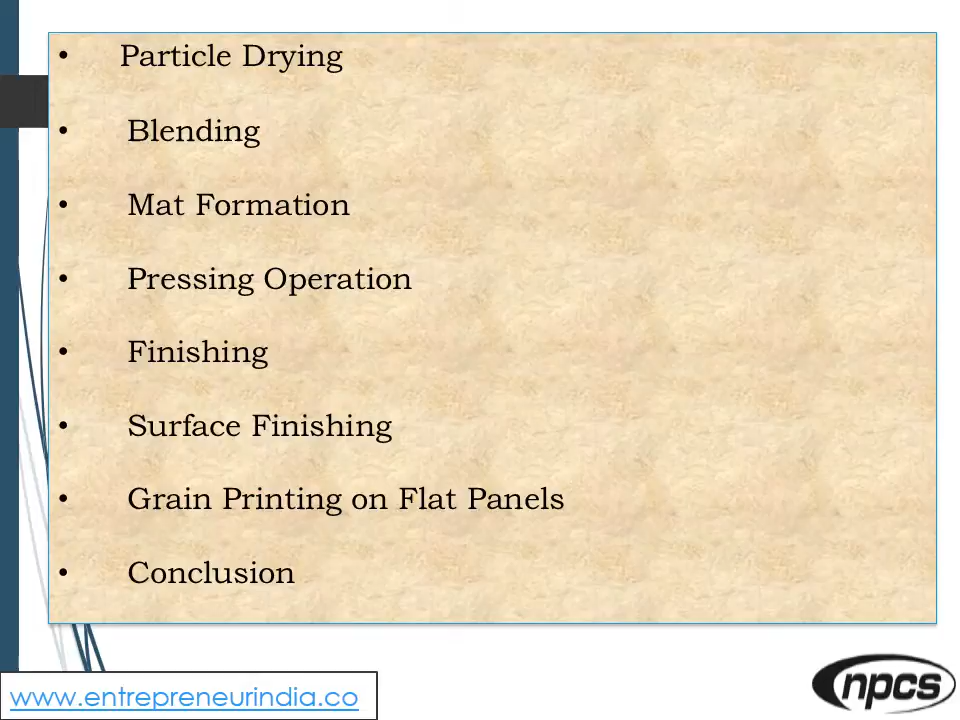 • Particle Drying
• Blending
• Mat Formation
• Pressing Operation
• Finishing
• Surface Finishing
• Grain Printing on Flat Panels
• Conclusion
www.entrepreneurindia.co
npcs